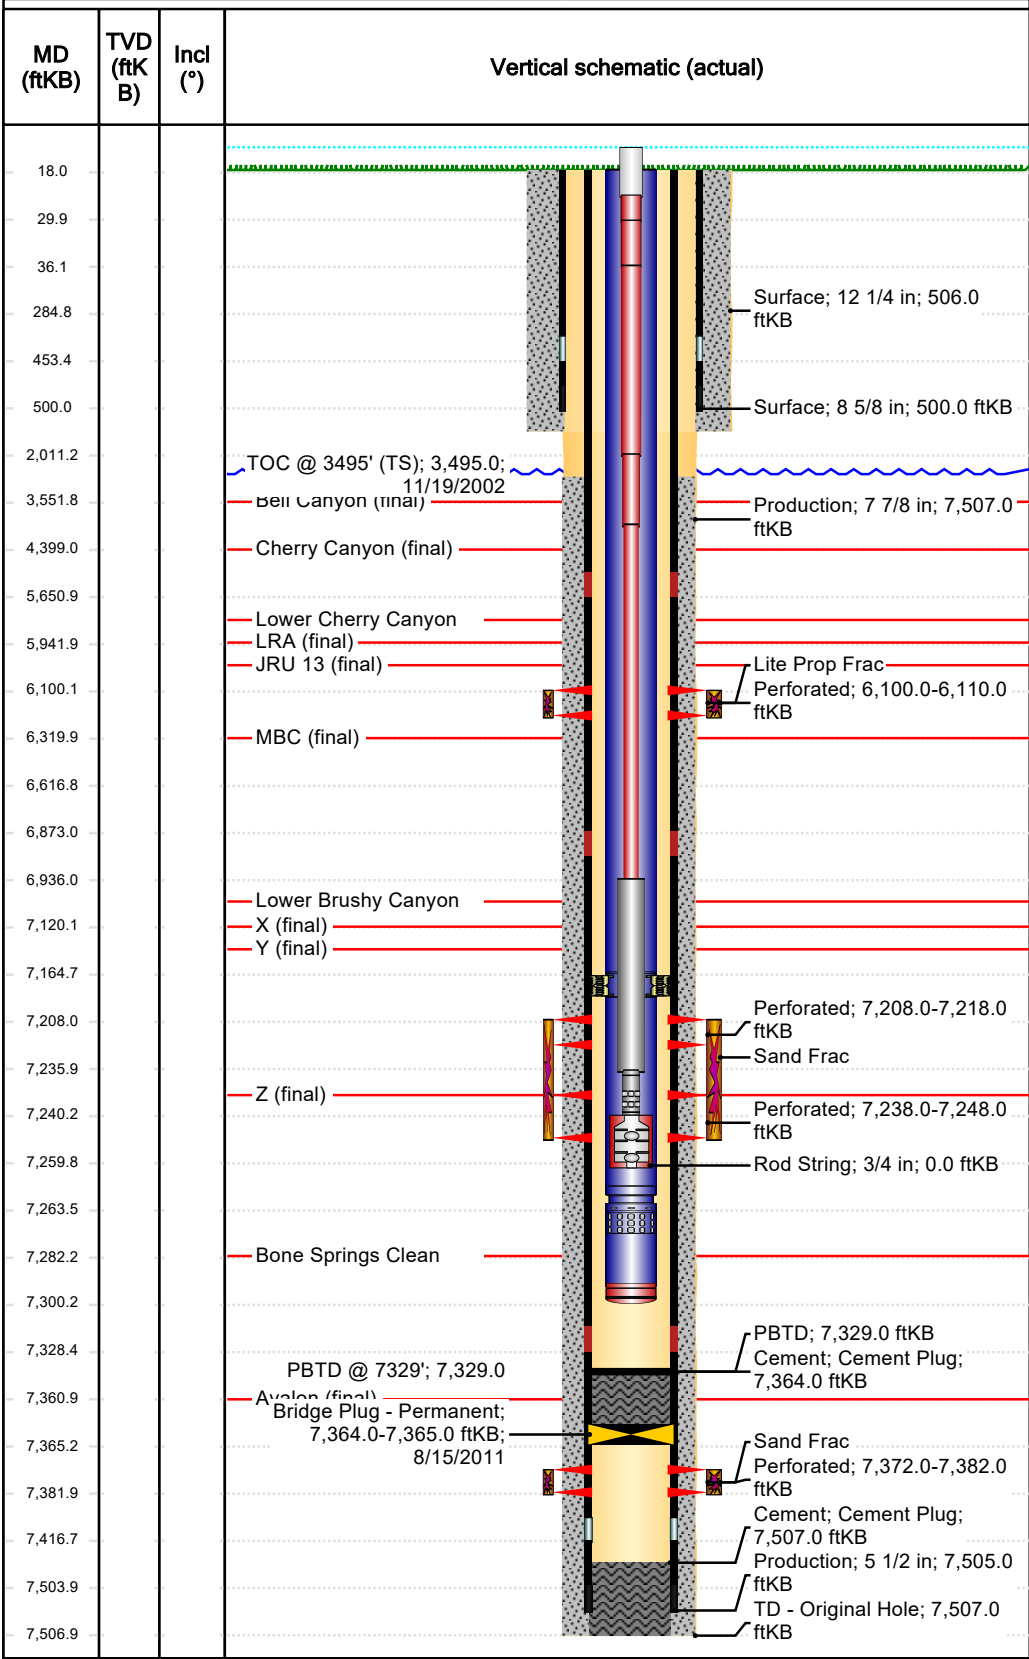 MD
(ftKB)
TVD
(ftK
B)
Incl
(°)
Vertical schematic (actual)
18.0
29.9
36.1
284.8
453.4
500.0
2,011.2
3,551.8
4,399.0
5,650.9
5,941.9
6,100.1
6,319.9
6,616.8
6,873.0
6,936.0
7,120.1
7,164.7
7,208.0
7,235.9
7,240.2
7,259.8
7,263.5
7,282.2
7,300.2
7,328.4
7,360.9
7,365.2
7,381.9
7,416.7
7,503.9
7,506.9
TOC @ 3495' (TS); 3,495.0;
11/19/2002
Bell Canyon (final)
Cherry Canyon (final)
Lower Cherry Canyon
LRA (final)
JRU 13 (final)
MBC (final)
Lower Brushy Canyon
X (final)
Y (final)
Z (final)
Bone Springs Clean
PBTD @ 7329'; 7,329.0
Avalon (final)
Bridge Plug - Permanent;
7,364.0-7,365.0 ftKB;
8/15/2011
Surface; 12 1/4 in; 506.0
ftKB
Surface; 8 5/8 in; 500.0 ftKB
Production; 7 7/8 in; 7,507.0
ftKB
Lite Prop Frac
Perforated; 6,100.0-6,110.0
ftKB
Perforated; 7,208.0-7,218.0
ftKB
Sand Frac
Perforated; 7,238.0-7,248.0
ftKB
Rod String; 3/4 in; 0.0 ftKB
PBTD; 7,329.0 ftKB
Cement; Cement Plug;
7,364.0 ftKB
Sand Frac
Perforated; 7,372.0-7,382.0
ftKB
Cement; Cement Plug;
7,507.0 ftKB
Production; 5 1/2 in; 7,505.0
ftKB
TD - Original Hole; 7,507.0
ftKB